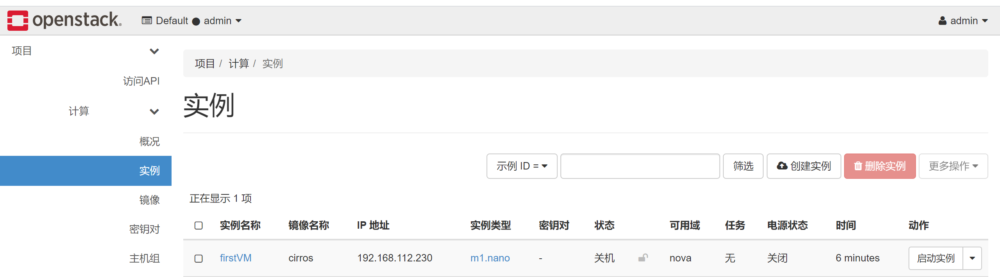 openstack. Default ● admin admin
项目
访问API
计算
概况
实例
镜像
密钥对
主机组
项目 / 计算 / 实例
实例
示例 ID = 筛选 创建实例 删除实例 更多操作
正在显示 1 项
实例名称 镜像名称 IP 地址 实例类型 密钥对 状态 可用域 任务 电源状态 时间 动作
firstVM cirros 192.168.112.230 m1.nano - 关机 nova 无 关闭 6 minutes 启动实例